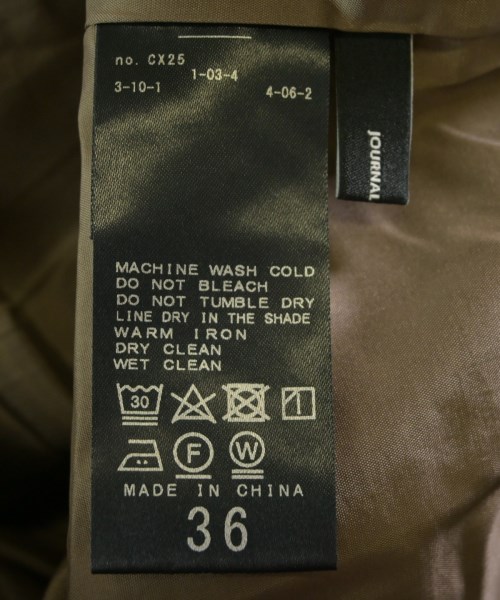 no. CX25
1-03-4
3-10-1
4-06-2
JOURNAL
MACHINE WASH COLD
DO NOT BLEACH
DO NOT TUMBLE DRY
LINE DRY IN THE SHADE
WARM IRON
DRY CLEAN
WET CLEAN
30
F W
MADE IN CHINA
36